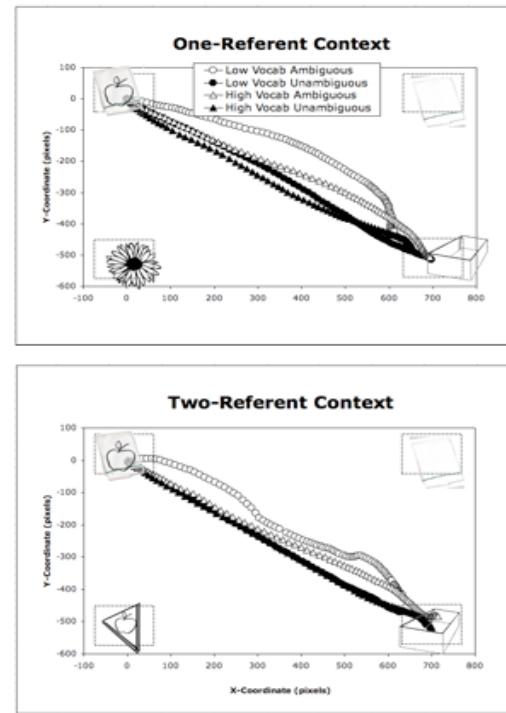 One-Referent Context
Low Vocab Ambiguous
Low Vocab Unambiguous
High Vocab Ambiguous
High Vocab Unambiguous
Y-Coordinate (pixels)
100
0
-100
-200
-300
-400
-500
-600
-100 0 100 200 300 400 500 600 700 800
Two-Referent Context
Y-Coordinate (pixels)
100
0
-100
-200
-300
-400
-500
-600
-100 0 100 200 300 400 500 600 700 800
X-Coordinate (pixels)